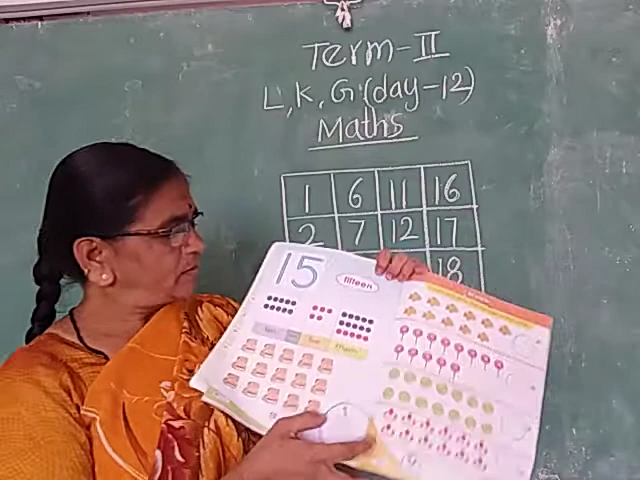 Term-II
L.K.G (day-12)
Maths
1 6 11 16
2 7 12 17
18
15 fifteen